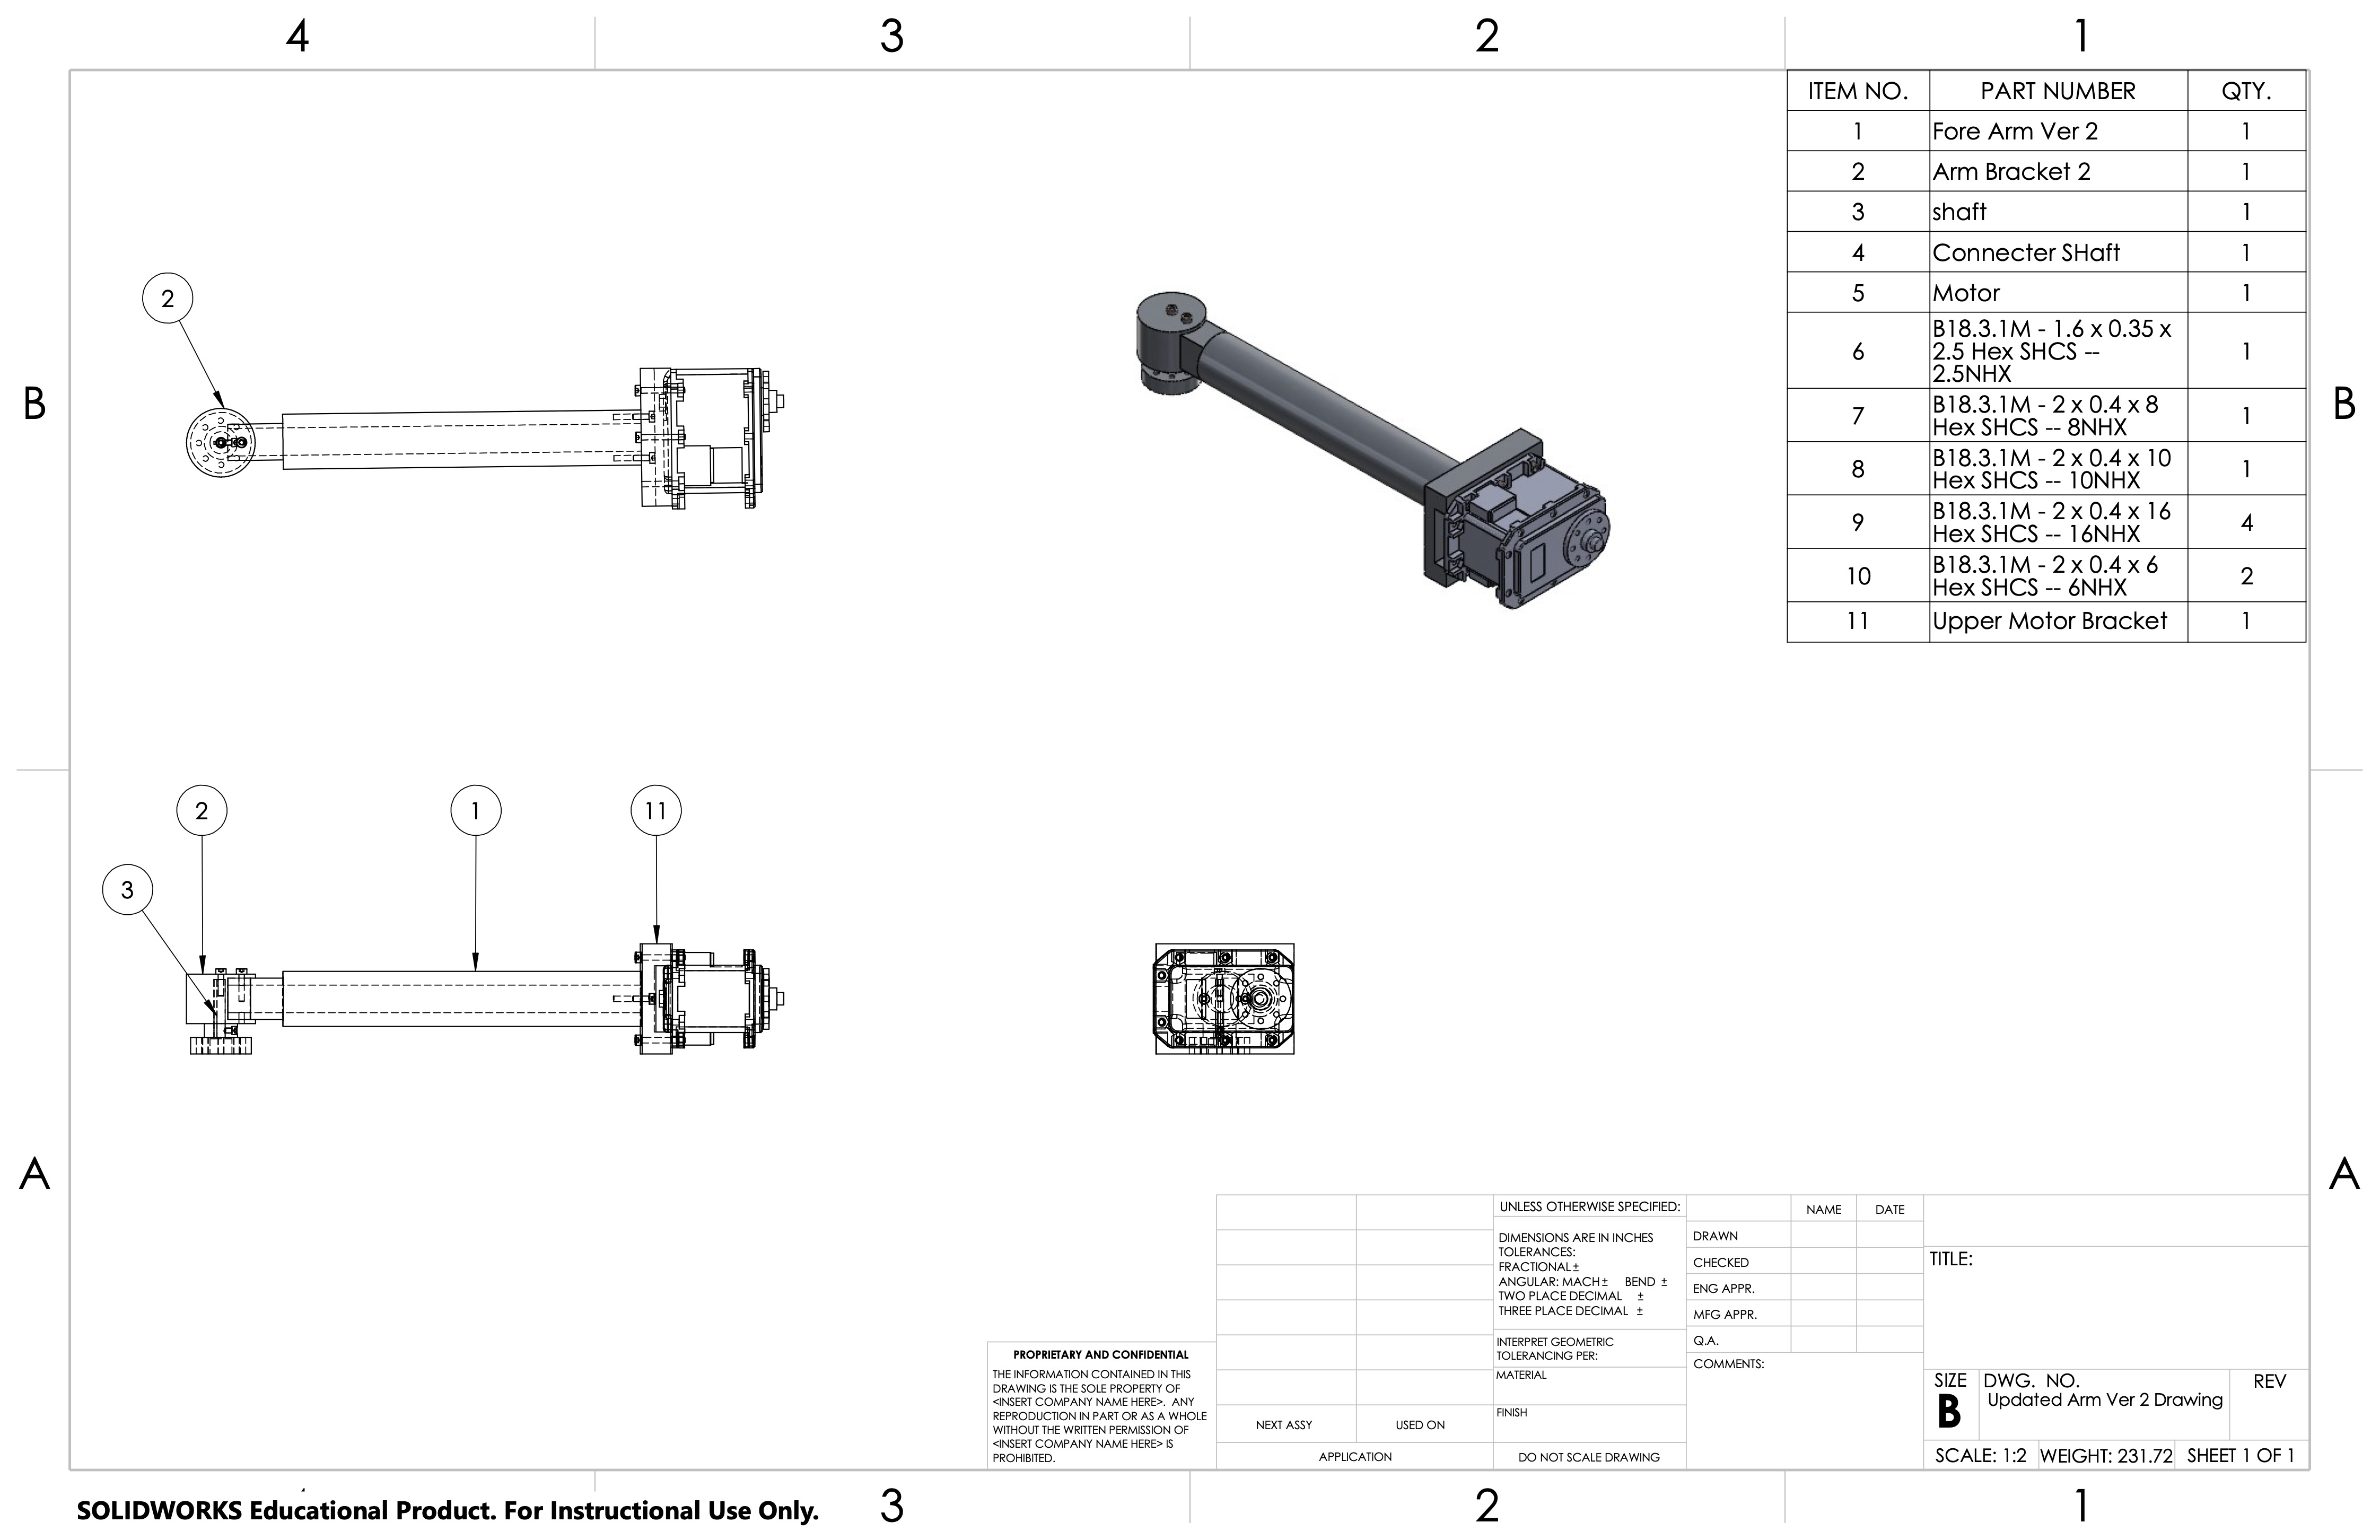 4 3 2 1
ITEM NO. PART NUMBER QTY.
1 Fore Arm Ver 2 1
2 Arm Bracket 2 1
3 shaft 1
4 Connecter SHaft 1
5 Motor 1
6 B18.3.1M - 1.6 x 0.35 x
2.5 Hex SHCS --
2.5NHX 1
7 B18.3.1M - 2 x 0.4 x 8
Hex SHCS -- 8NHX 1
8 B18.3.1M - 2 x 0.4 x 10
Hex SHCS -- 10NHX 1
9 B18.3.1M - 2 x 0.4 x 16
Hex SHCS -- 16NHX 4
10 B18.3.1M - 2 x 0.4 x 6
Hex SHCS -- 6NHX 2
11 Upper Motor Bracket 1
2
B B
2 1 11
3
A A
UNLESS OTHERWISE SPECIFIED:
DIMENSIONS ARE IN INCHES
TOLERANCES:
FRACTIONAL ±
ANGULAR: MACH ± BEND ±
TWO PLACE DECIMAL ±
THREE PLACE DECIMAL ±
INTERPRET GEOMETRIC
TOLERANCING PER:
MATERIAL
FINISH
DO NOT SCALE DRAWING
NAME DATE
DRAWN
CHECKED
ENG APPR.
MFG APPR.
Q.A.
COMMENTS:
TITLE:
SIZE DWG. NO. REV
B Updated Arm Ver 2 Drawing
SCALE: 1:2 WEIGHT: 231.72 SHEET 1 OF 1
PROPRIETARY AND CONFIDENTIAL
THE INFORMATION CONTAINED IN THIS
DRAWING IS THE SOLE PROPERTY OF
<INSERT COMPANY NAME HERE>. ANY
REPRODUCTION IN PART OR AS A WHOLE
WITHOUT THE WRITTEN PERMISSION OF
<INSERT COMPANY NAME HERE> IS
PROHIBITED.
NEXT ASSY USED ON
APPLICATION
SOLIDWORKS Educational Product. For Instructional Use Only.
3 2 1